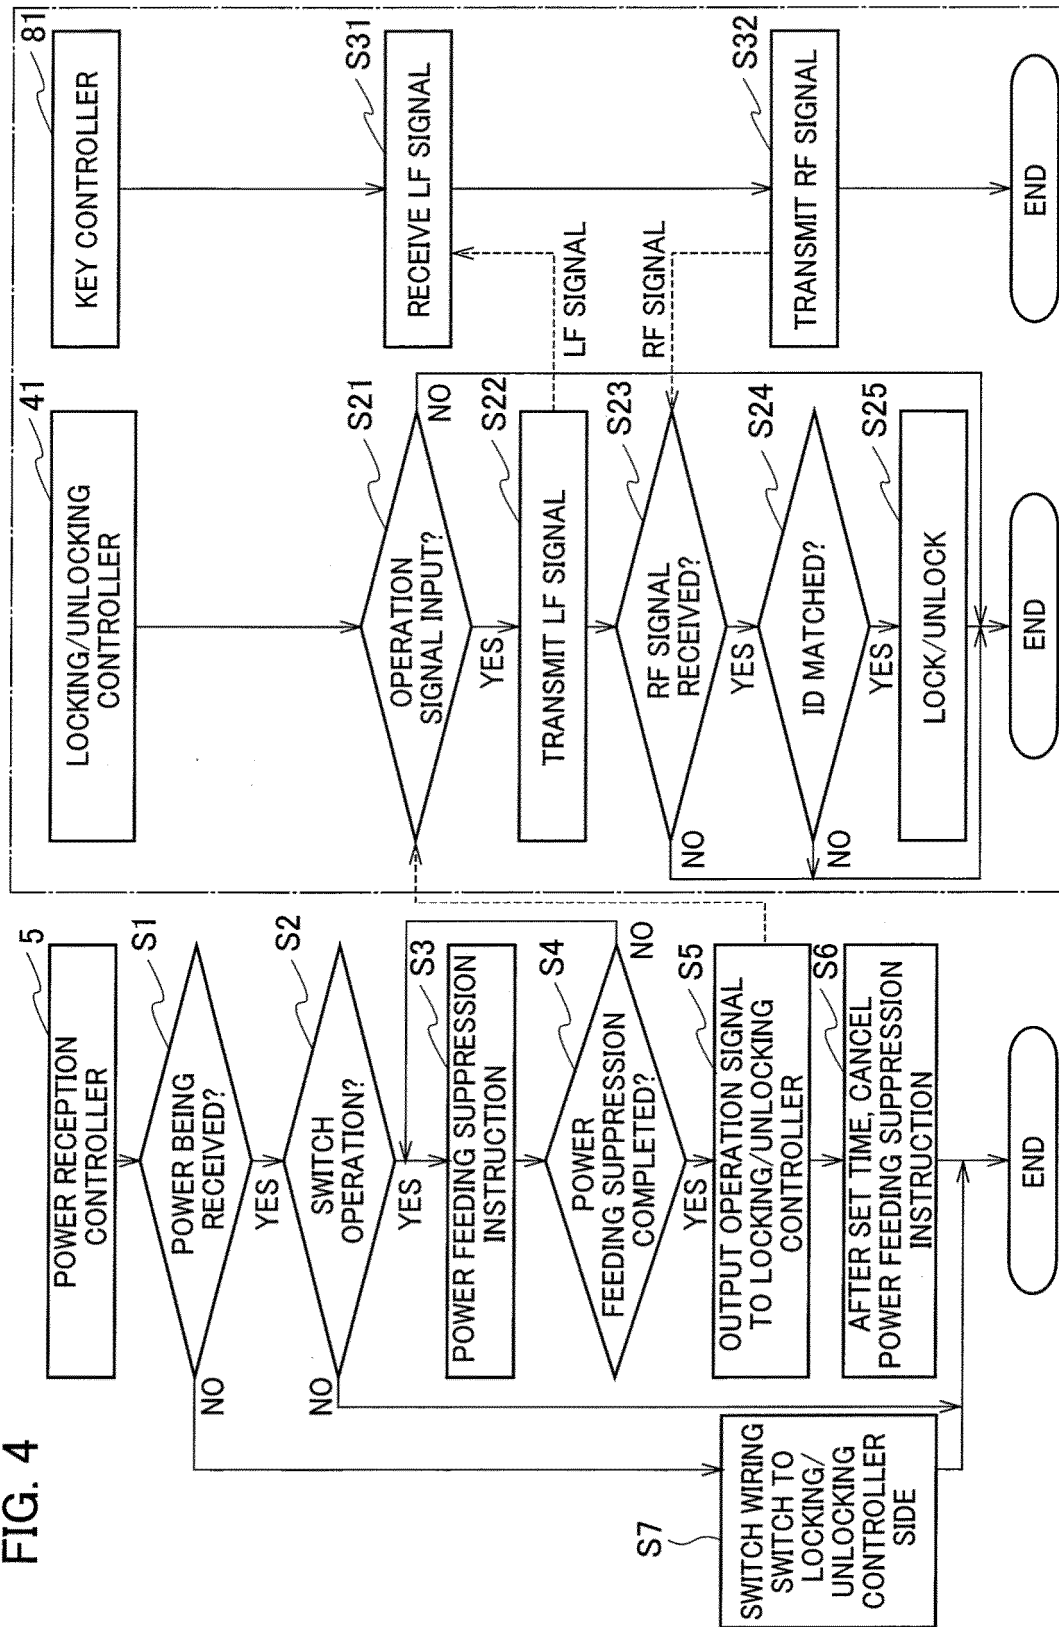 FIG. 4
5
POWER RECEPTION
CONTROLLER
S1
POWER BEING
RECEIVED?
NO
YES
S2
SWITCH
OPERATION?
NO
YES
S3
POWER FEEDING SUPPRESSION
INSTRUCTION
S4
POWER
FEEDING SUPPRESSION
COMPLETED?
NO
YES
S5
OUTPUT OPERATION SIGNAL
TO LOCKING/UNLOCKING
CONTROLLER
S6
AFTER SET TIME, CANCEL
POWER FEEDING SUPPRESSION
INSTRUCTION
END
S7
SWITCH WIRING
SWITCH TO
LOCKING/
UNLOCKING
CONTROLLER
SIDE
41
LOCKING/UNLOCKING
CONTROLLER
S21
OPERATION
SIGNAL INPUT?
NO
YES
S22
TRANSMIT LF SIGNAL
LF SIGNAL
S23
RF SIGNAL
RECEIVED?
RF SIGNAL
NO
YES
S24
ID MATCHED?
NO
YES
S25
LOCK/UNLOCK
END
81
KEY CONTROLLER
S31
RECEIVE LF SIGNAL
S32
TRANSMIT RF SIGNAL
END